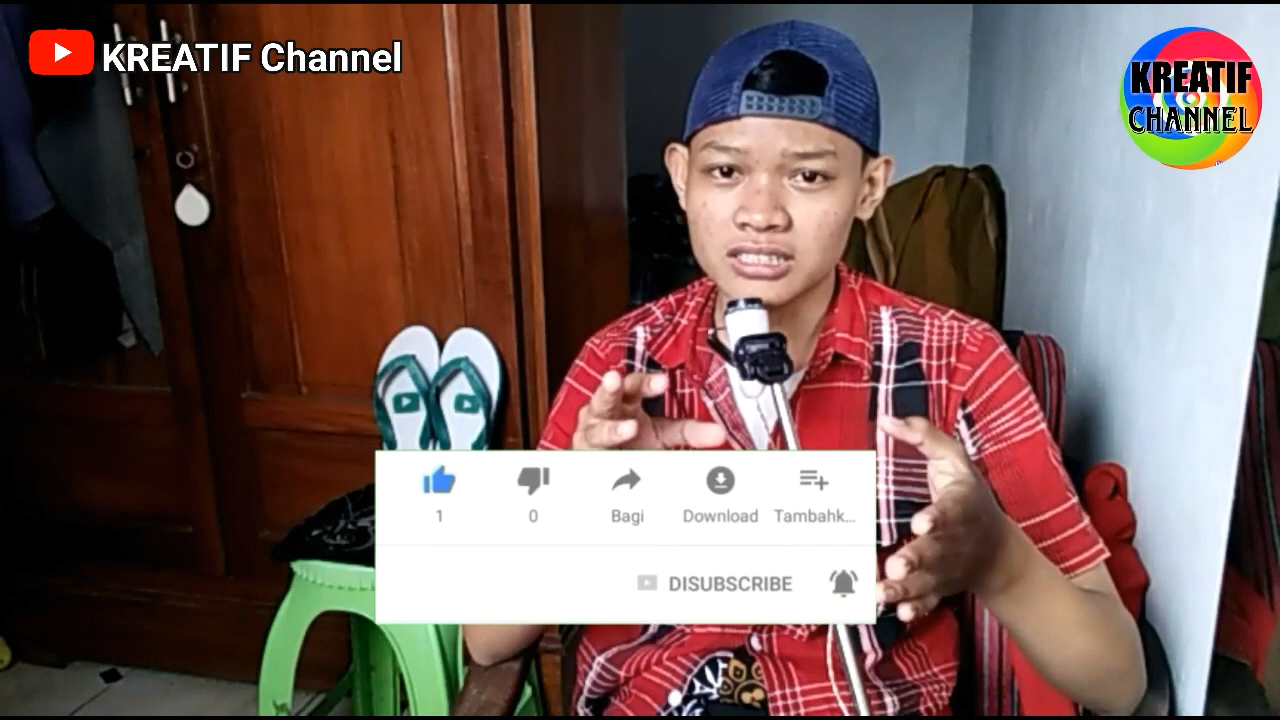 KREATIF Channel
KREATIF
CHANNEL
1
0
Bagi
Download
Tambahk...
DISUBSCRIBE